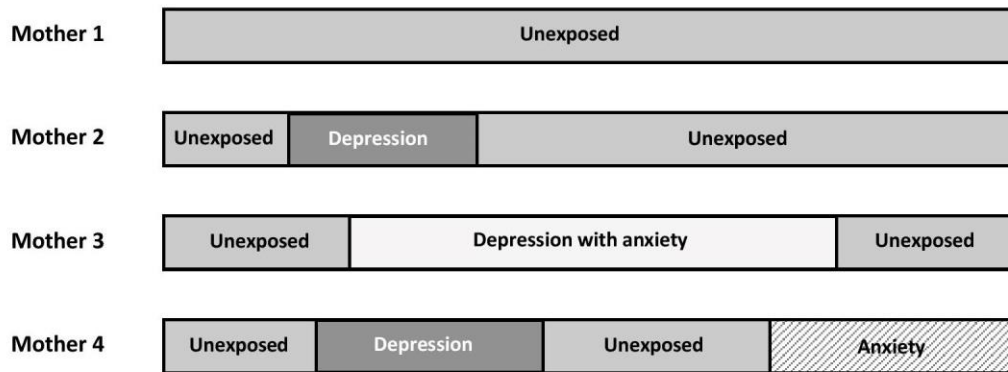 Mother 1 Unexposed
Mother 2 Unexposed Depression Unexposed
Mother 3 Unexposed Depression with anxiety Unexposed
Mother 4 Unexposed Depression Unexposed Anxiety